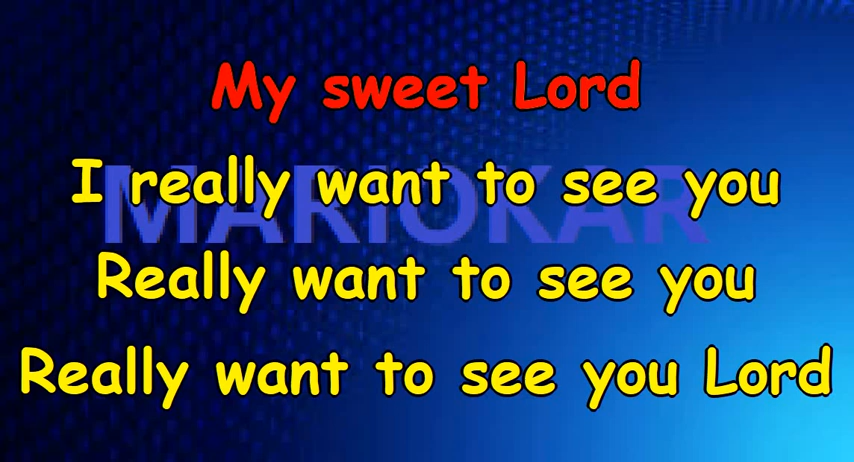 My sweet Lord
I really want to see you
MARIOKAR
Really want to see you
Really want to see you Lord